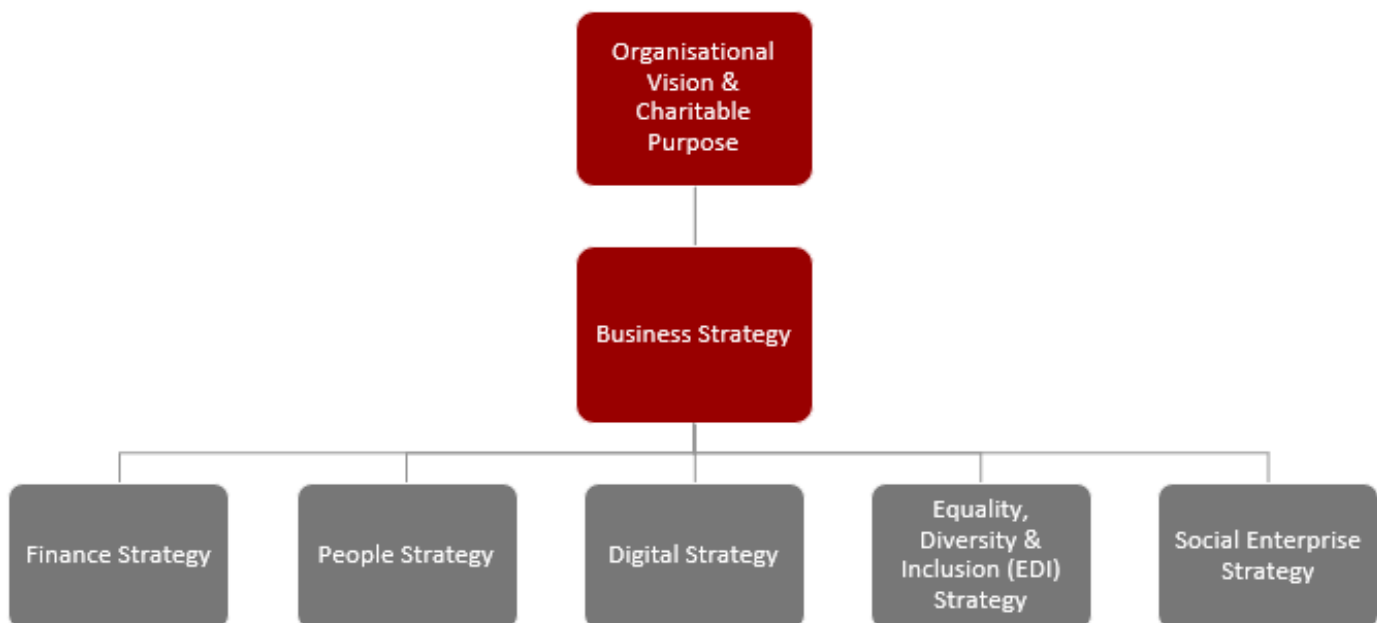 Organisational
Vision &
Charitable
Purpose
Business Strategy
Finance Strategy
People Strategy
Digital Strategy
Equality,
Diversity &
Inclusion (EDI)
Strategy
Social Enterprise
Strategy